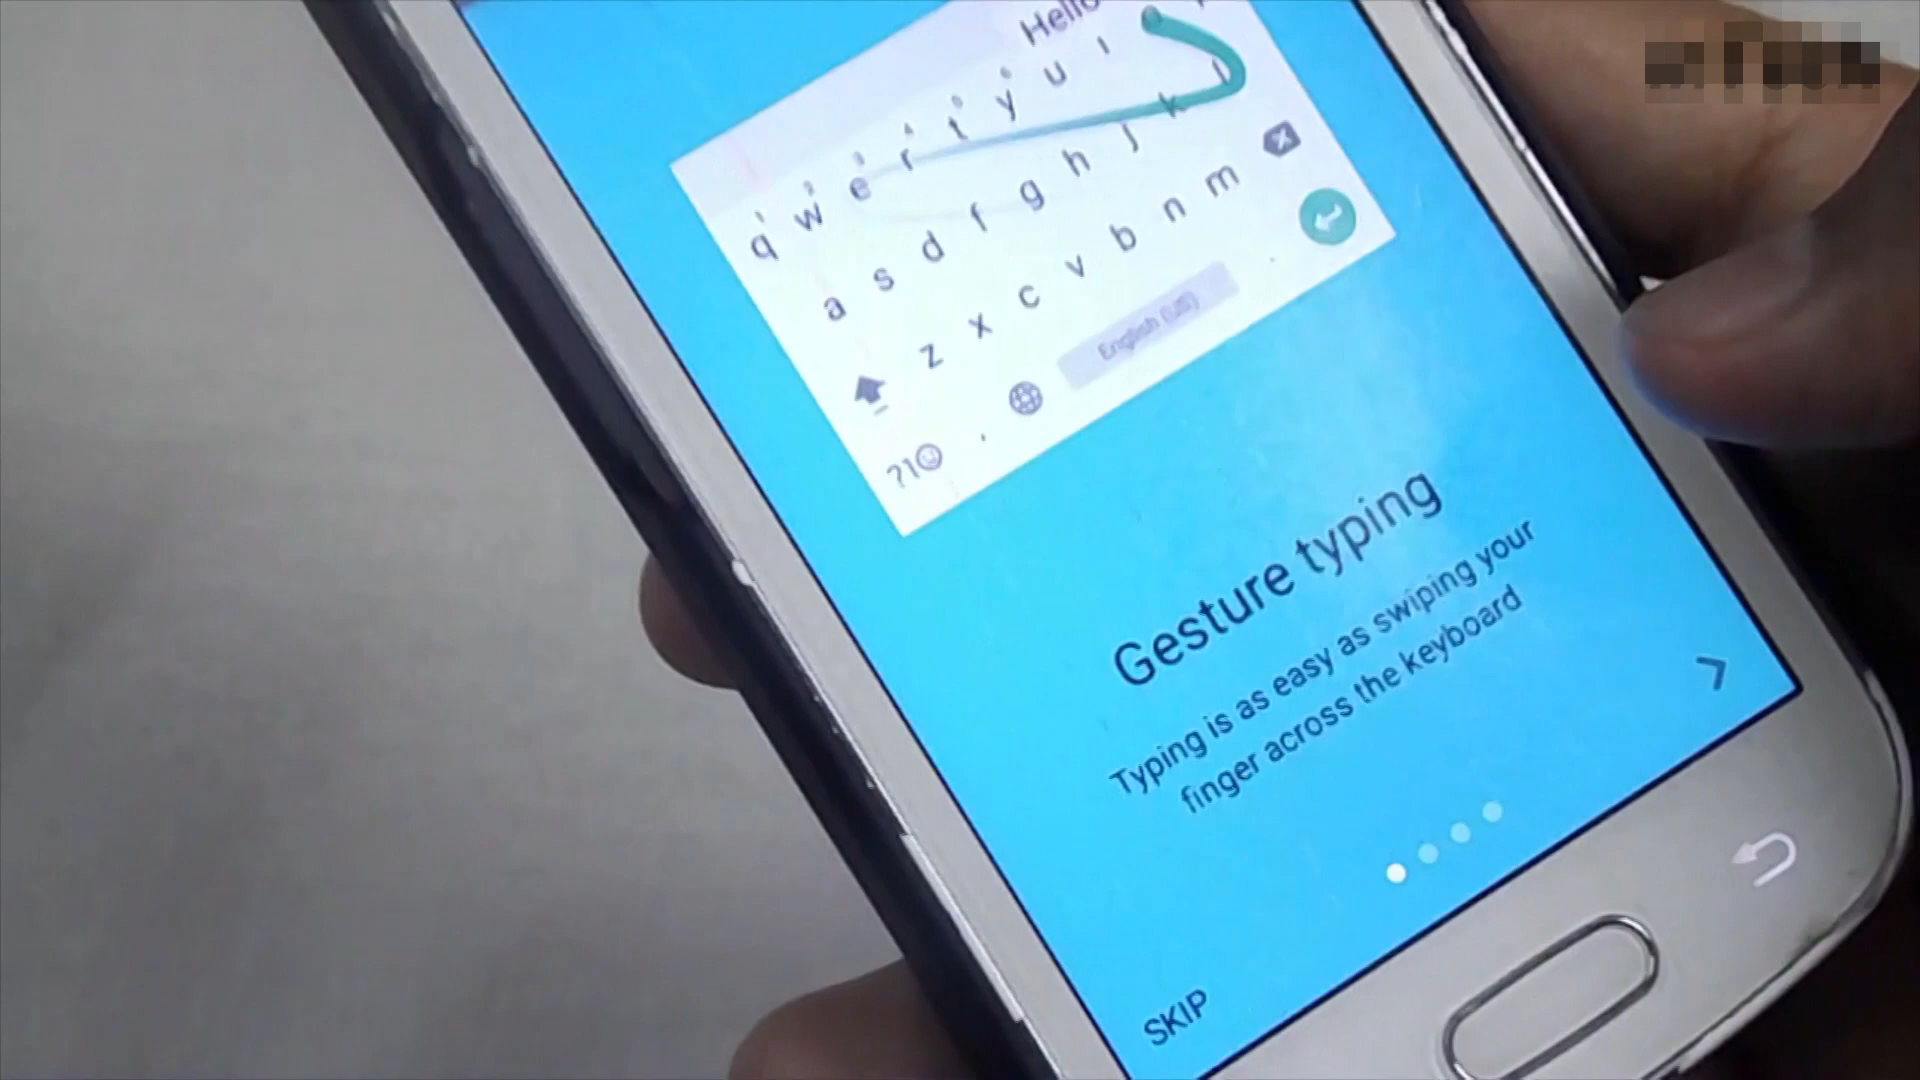 Hello
q w e r t y u i
a s d f g h j k l
z x c v b n m
?1☺ , English (US) .
Gesture typing
Typing is as easy as swiping your
finger across the keyboard
SKIP